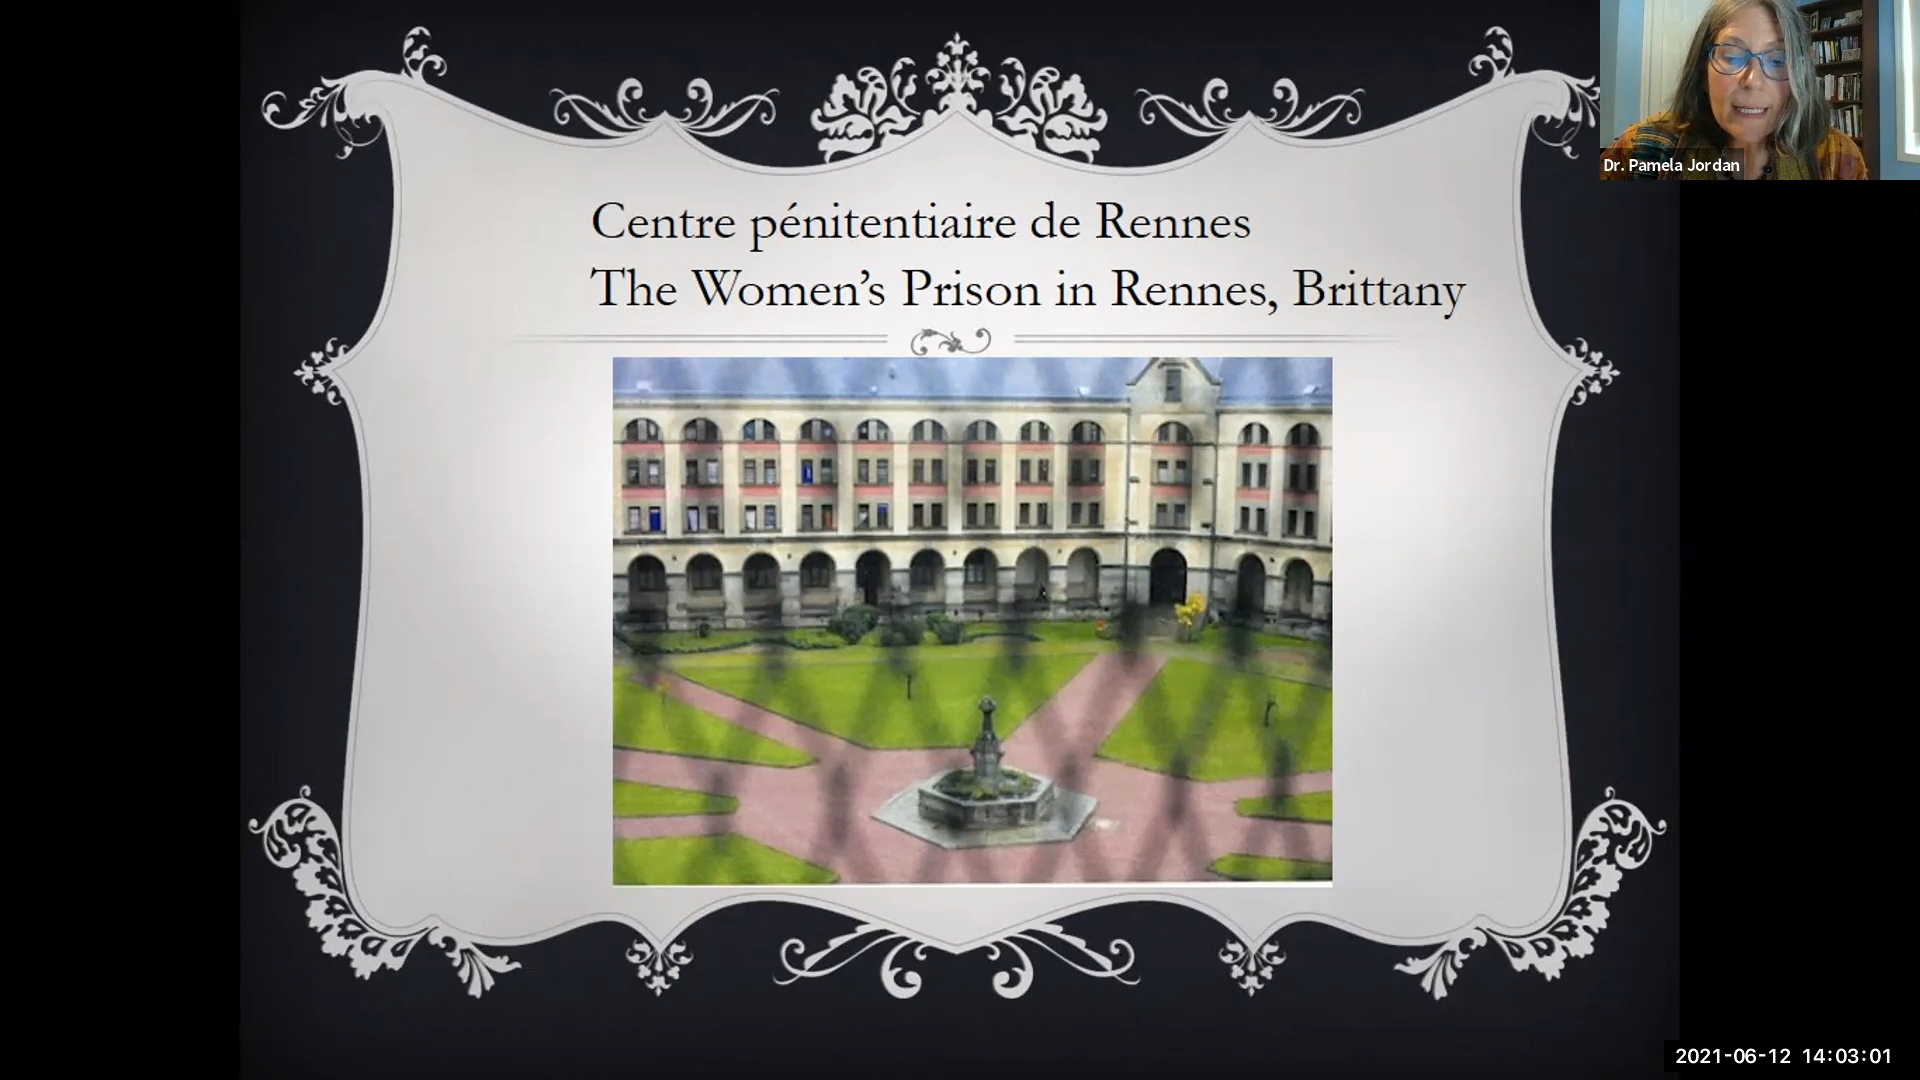 Centre pénitentiaire de Rennes
The Women's Prison in Rennes, Brittany
Dr. Pamela Jordan
2021-06-12 14:03:01